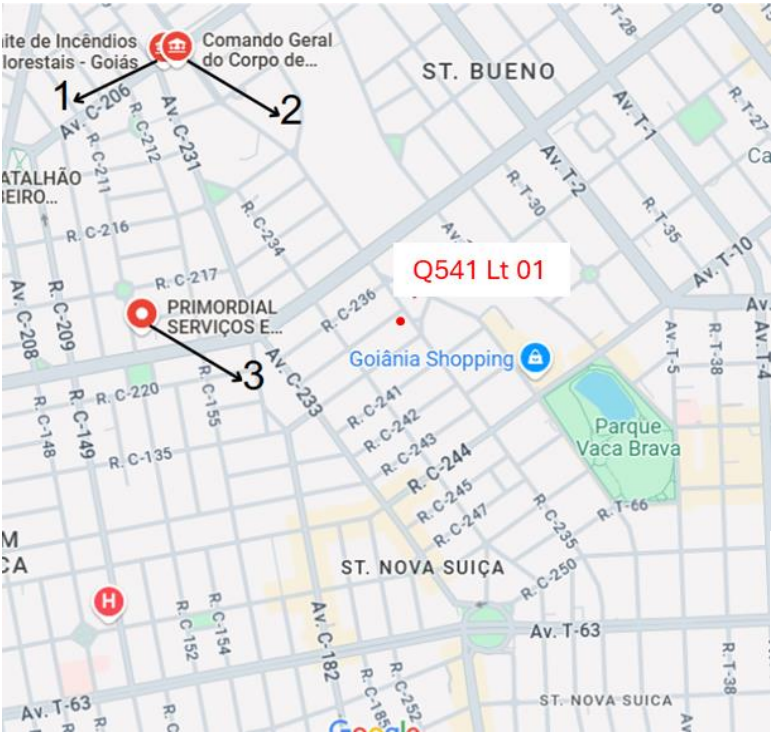 ite de Incêndios
lorestais - Goiás
Comando Geral
do Corpo de...
R. T-28
ST. BUENO
1
2
Av. C-206
Av. C-231
R. C-212
R. C-211
Av. T-1
R. T-27
Ca
ATALHÃO
BEIRO...
Av. T-2
R. T-30
R. T-35
R. C-216
R. C-234
Av.
R. C-217
Q541 Lt 01
Av. T-10
Av. C-208
R. C-209
PRIMORDIAL
SERVIÇOS E...
R. C-236
Av.
Goiânia Shopping
Av. T-5
R. T-38
Av. T-4
3
Av. C-233
R. C-220
R. C-155
R. C-148
R. C-149
R. C-241
R. C-242
R. C-243
Parque
Vaca Brava
R. C-135
R. C-244
R. C-245
R. C-247
R. C-235
R. T-66
M
CA
ST. NOVA SUIÇA
R. C-250
H
R. C-154
R. C-152
Av. C-182
Av. T-63
R. T-38
R. C-252
R. C-185
ST. NOVA SUICA
Av. T-63
R.
R. C
Av
Google